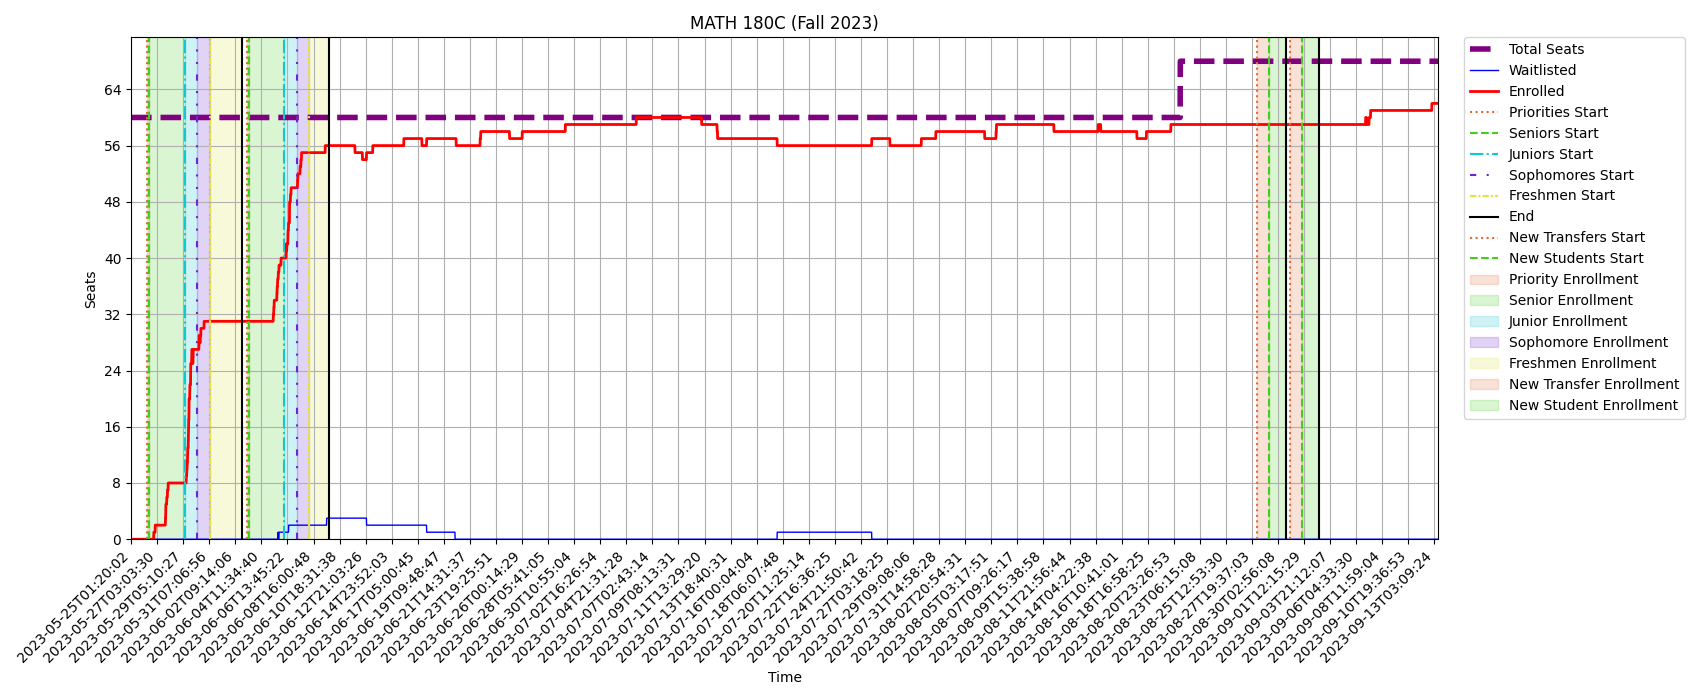 MATH 180C (Fall 2023)
Seats
64
56
48
40
32
24
16
8
0
2023-05-25T01:20:02
2023-05-27T03:03:30
2023-05-29T05:10:27
2023-05-31T07:06:56
2023-06-02T09:14:06
2023-06-04T11:34:40
2023-06-06T13:45:22
2023-06-08T16:00:48
2023-06-10T18:31:38
2023-06-12T21:03:26
2023-06-14T23:52:03
2023-06-17T05:00:45
2023-06-19T09:48:47
2023-06-21T14:31:37
2023-06-23T19:25:51
2023-06-26T00:14:29
2023-06-28T05:41:05
2023-06-30T10:55:04
2023-07-02T16:26:54
2023-07-04T21:31:28
2023-07-07T02:43:14
2023-07-09T08:13:31
2023-07-11T13:29:20
2023-07-13T18:40:31
2023-07-16T00:04:04
2023-07-18T06:07:48
2023-07-20T11:25:14
2023-07-22T16:36:25
2023-07-24T21:50:42
2023-07-27T03:18:25
2023-07-29T09:08:06
2023-07-31T14:58:28
2023-08-02T20:54:31
2023-08-05T03:17:51
2023-08-07T09:26:17
2023-08-09T15:38:58
2023-08-11T21:56:44
2023-08-14T04:22:38
2023-08-16T10:41:01
2023-08-18T16:58:25
2023-08-20T23:26:53
2023-08-23T06:15:08
2023-08-25T12:53:30
2023-08-27T19:37:03
2023-08-30T02:56:08
2023-09-01T12:15:29
2023-09-03T21:12:07
2023-09-06T04:33:30
2023-09-08T11:59:04
2023-09-10T19:36:53
2023-09-13T03:09:24
Time
Total Seats
Waitlisted
Enrolled
Priorities Start
Seniors Start
Juniors Start
Sophomores Start
Freshmen Start
End
New Transfers Start
New Students Start
Priority Enrollment
Senior Enrollment
Junior Enrollment
Sophomore Enrollment
Freshmen Enrollment
New Transfer Enrollment
New Student Enrollment